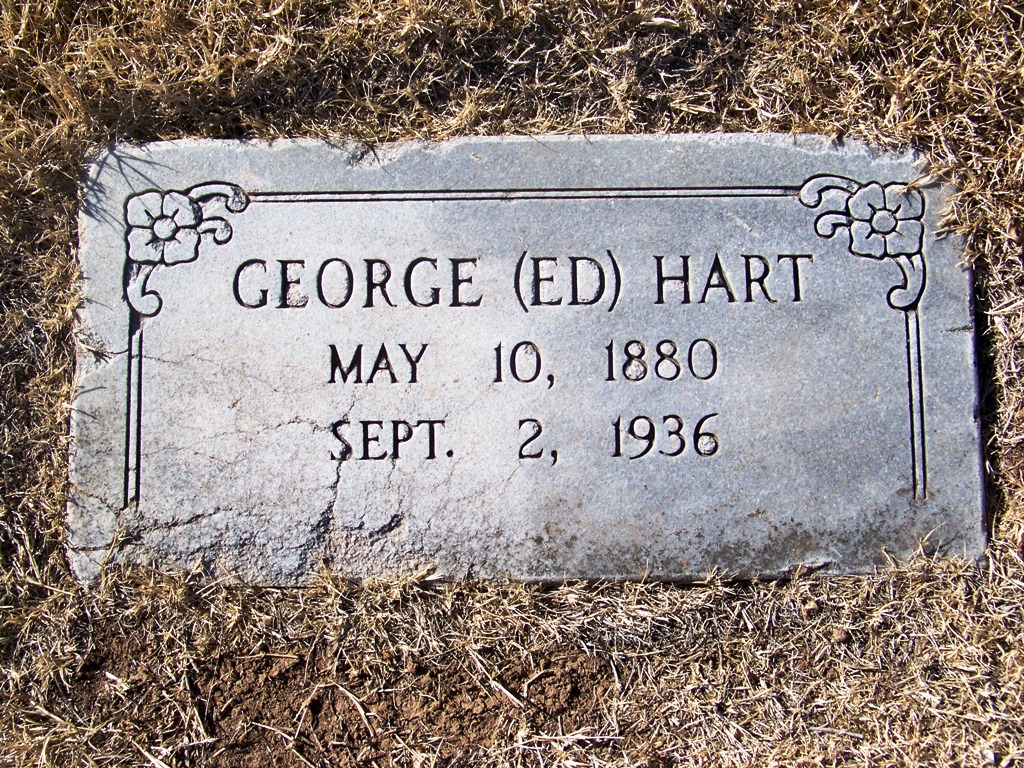 GEORGE (ED) HART
MAY 10, 1880
SEPT. 2, 1936